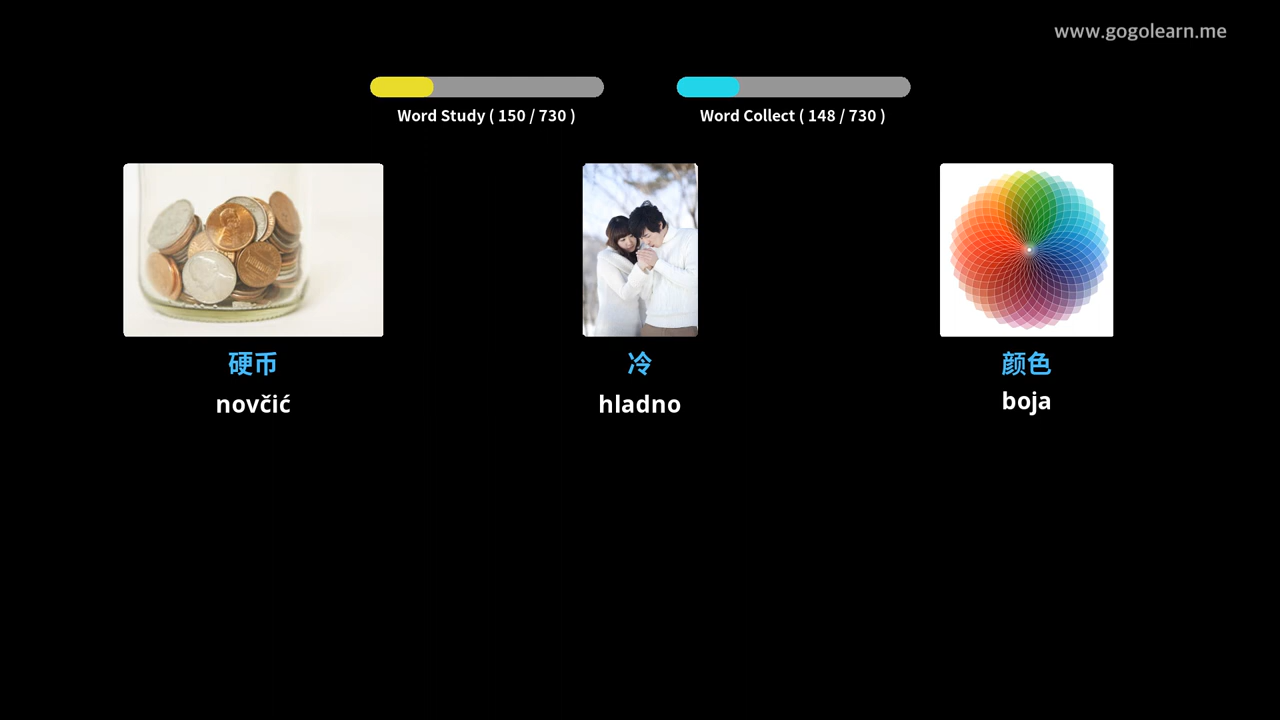 www.gogolearn.me
Word Study ( 150 / 730 )
Word Collect ( 148 / 730 )
硬币
冷
颜色
novčić
hladno
boja